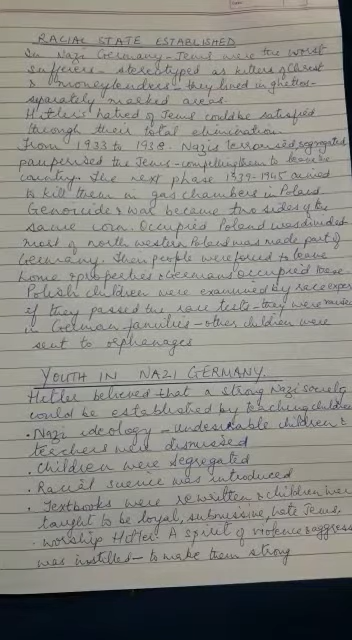 RACIAL STATE ESTABLISHED
In Nazi Germany - Jews were the worst
sufferers - stereotyped as killers of Christ
& moneylenders - they lived in ghettos -
separately marked areas.
Hitler's hatred of Jews could be satisfied
through their total elimination.
From 1933 to 1938. Nazis terrorised, segregated
pauperised the Jews - compelling them to leave the
country. The next phase 1939-1945 aimed
to kill them in gas chambers in Poland
Genocide & war became two sides of the
same coin. Occupied Poland was divided
most of north western Poland was made part of
Germany. Then people were forced to leave
home & properties & Germans occupied these.
Polish children were examined by race exper
if they passed the race tests - they were
in German families - other children were
sent to orphanages
YOUTH IN NAZI GERMANY.
Hitler believed that a strong Nazi society
could be established by teaching children
• Nazi ideology - undesirable children &
teachers were dismissed
• Children were segregated
• Racial science was introduced
• Textbooks were rewritten & children were
taught to be loyal, submissive, hate Jews,
• worship Hitler. A spirit of violence & aggress
was instilled - to make them strong